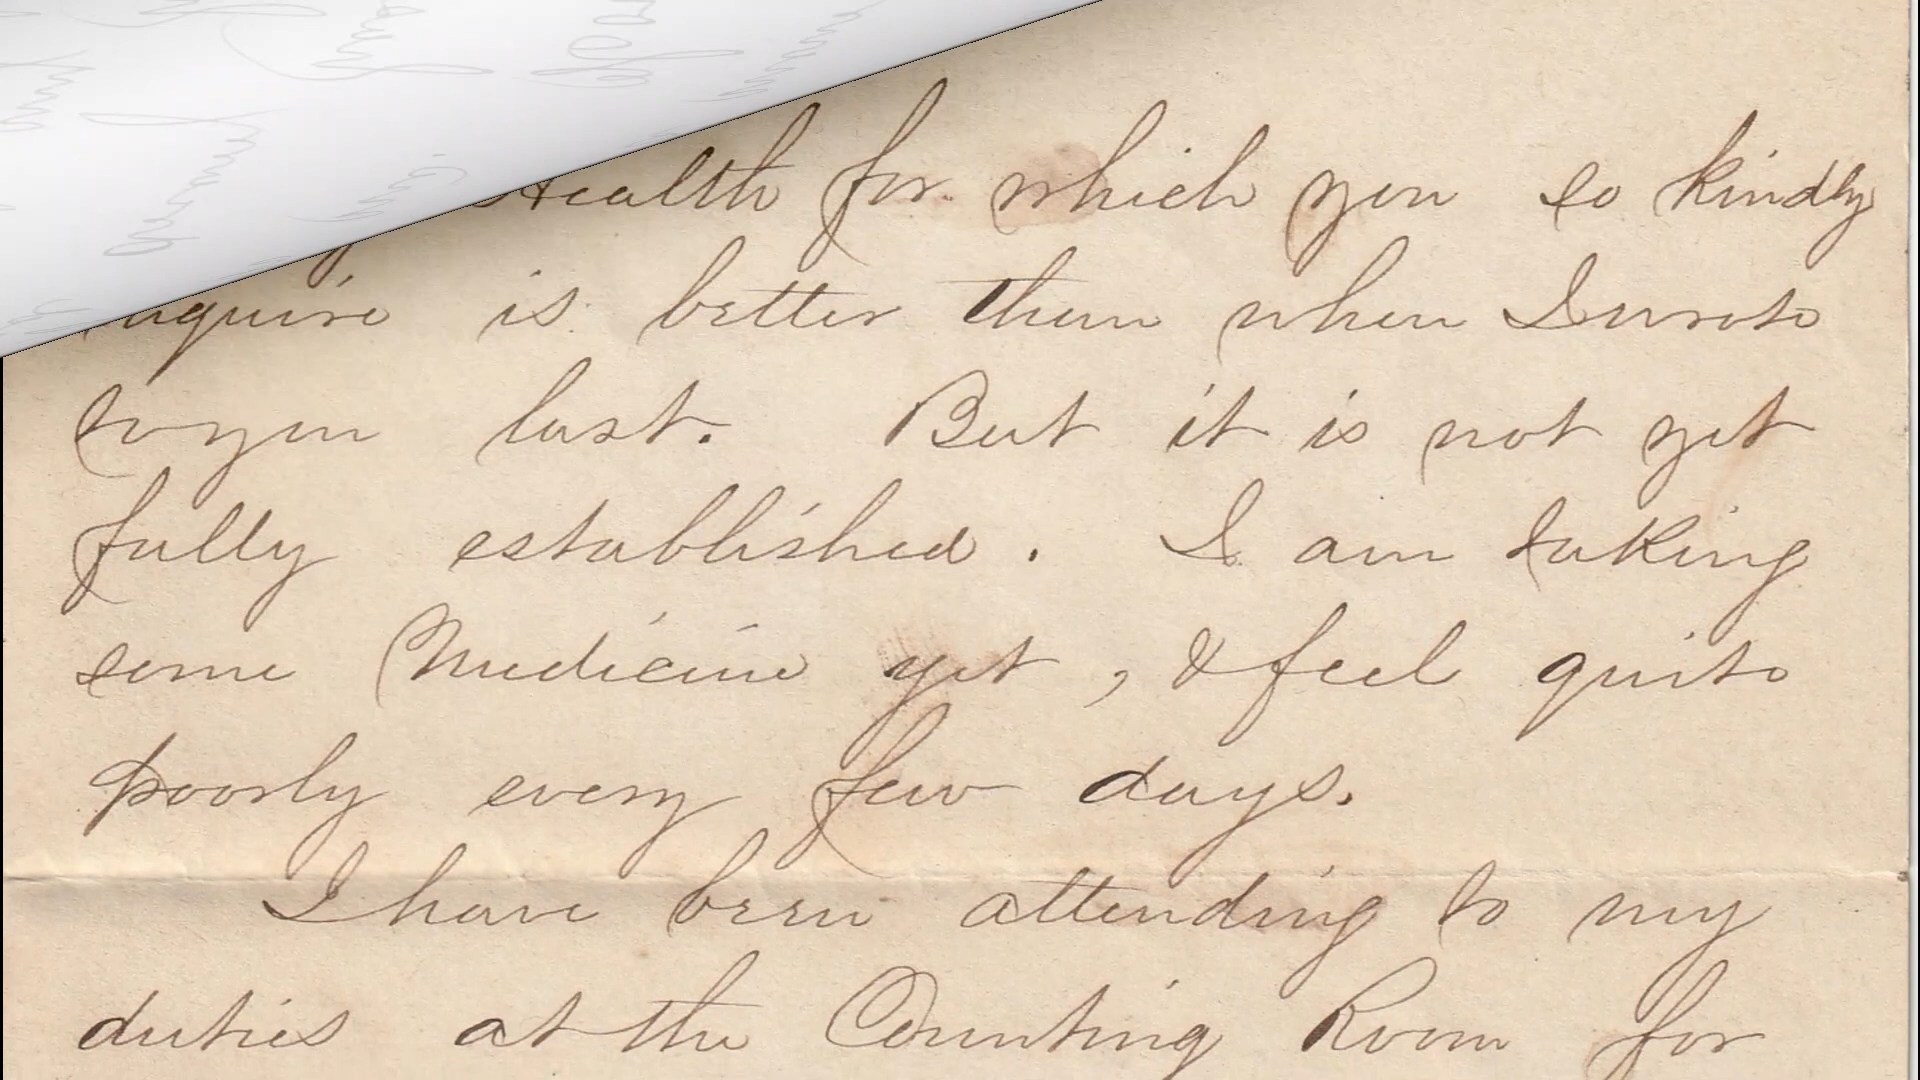 Health for which you so kindly
enquire is better than when I wrote
to you last. But it is not yet
fully established. I am taking
some Medicine yet, & feel quite
poorly every few days.
I have been attending to my
duties at the Counting Room for